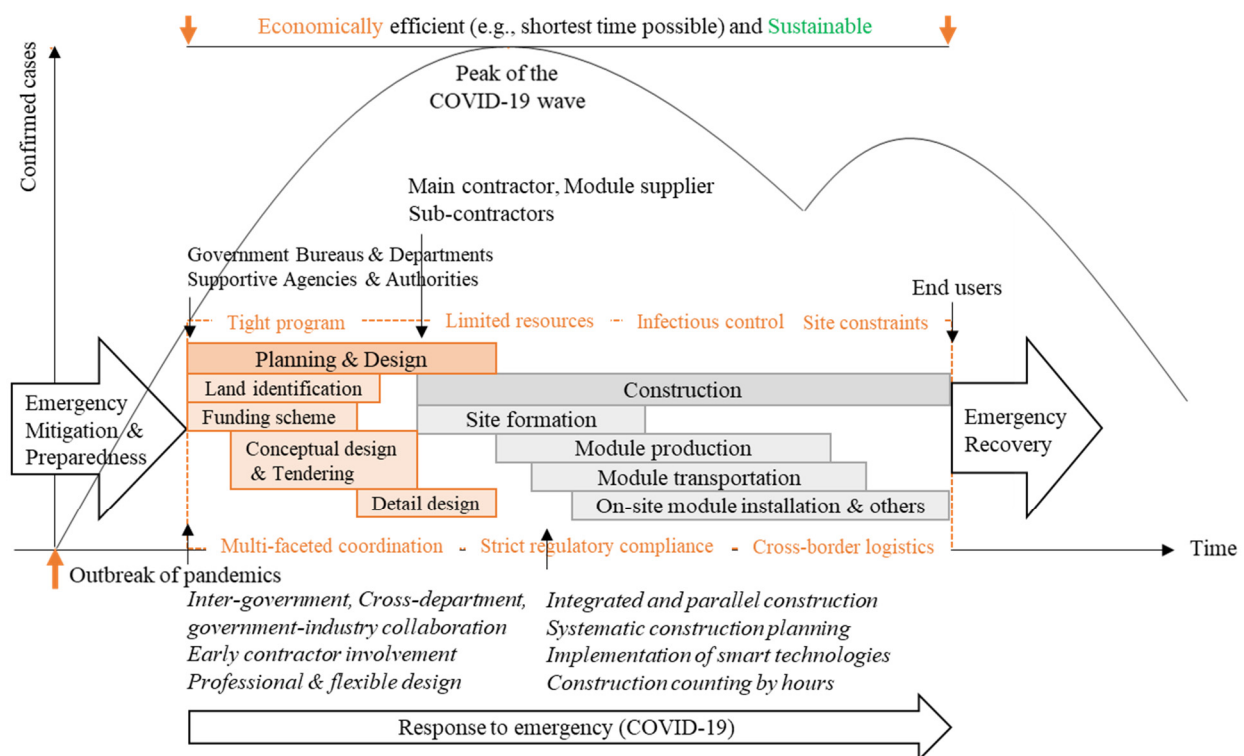 Economically efficient (e.g., shortest time possible) and Sustainable
Confirmed cases
Peak of the
COVID-19 wave
Main contractor, Module supplier
Sub-contractors
Government Bureaus & Departments
Supportive Agencies & Authorities
End users
Tight program
Limited resources
Infectious control
Site constraints
Planning & Design
Land identification
Construction
Emergency
Mitigation &
Preparedness
Funding scheme
Site formation
Emergency
Recovery
Conceptual design
& Tendering
Module production
Module transportation
Detail design
On-site module installation & others
Multi-faceted coordination
Strict regulatory compliance
Cross-border logistics
Time
Outbreak of pandemics
Inter-government, Cross-department,
government-industry collaboration
Early contractor involvement
Professional & flexible design
Integrated and parallel construction
Systematic construction planning
Implementation of smart technologies
Construction counting by hours
Response to emergency (COVID-19)